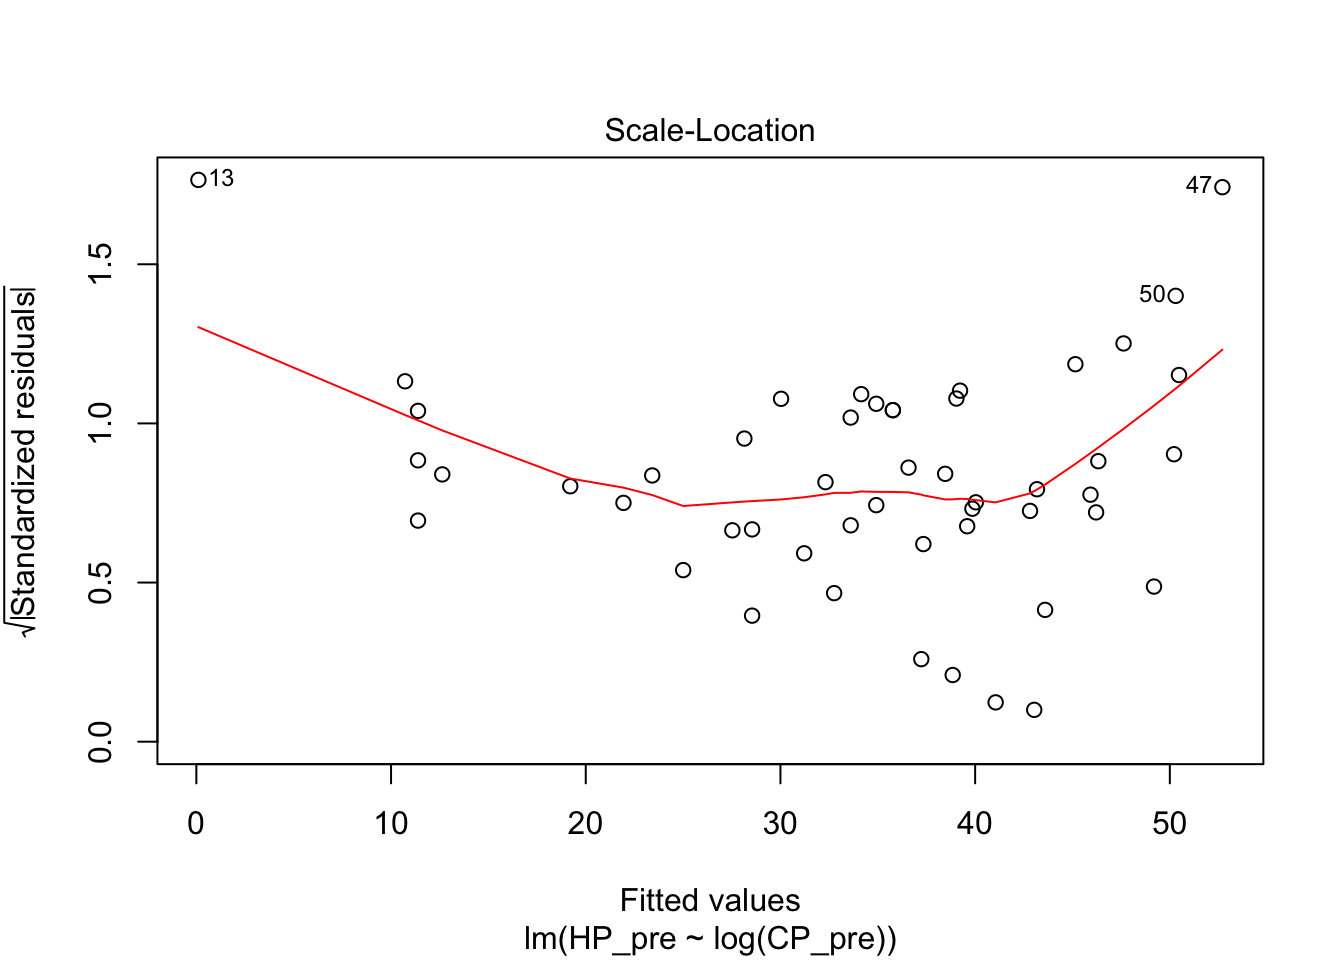 Scale-Location
√|Standardized residuals|
1.5
1.0
0.5
0.0
13
47
50
0 10 20 30 40 50
Fitted values
lm(HP_pre ~ log(CP_pre))